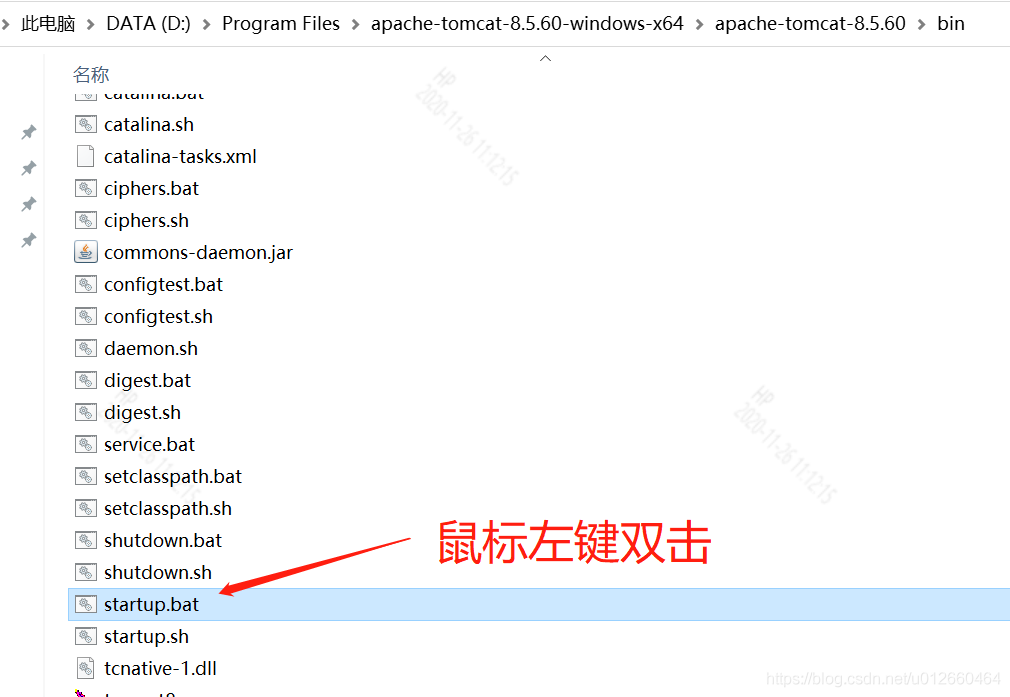 此电脑 > DATA (D:) > Program Files > apache-tomcat-8.5.60-windows-x64 > apache-tomcat-8.5.60 > bin
名称
catalina.bat
catalina.sh
catalina-tasks.xml
ciphers.bat
ciphers.sh
commons-daemon.jar
configtest.bat
configtest.sh
daemon.sh
digest.bat
digest.sh
service.bat
setclasspath.bat
setclasspath.sh
shutdown.bat
shutdown.sh
startup.bat
startup.sh
tcnative-1.dll
鼠标左键双击
HP
2020-11-26 11:12:15
HP
2020-11-26 11:12:15
https://blog.csdn.net/u012660464